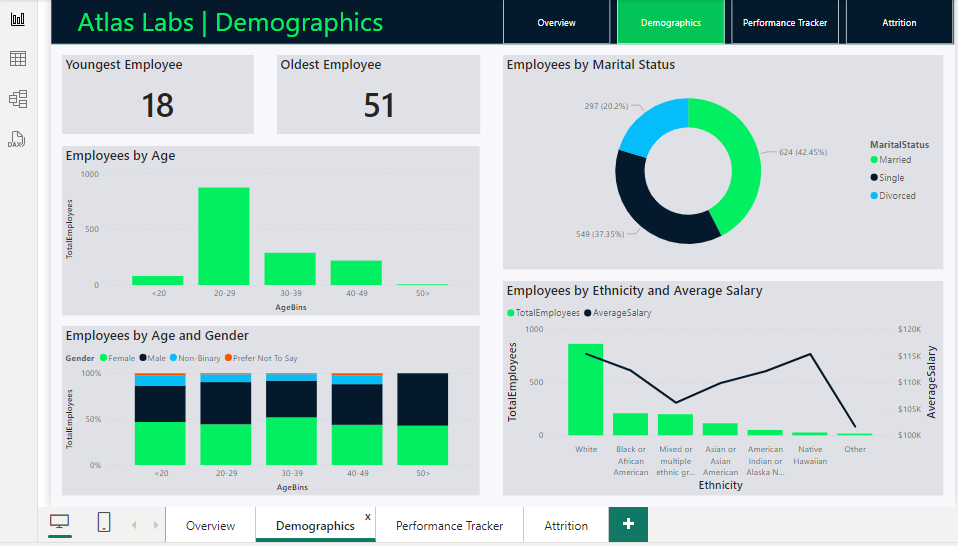 Atlas Labs | Demographics
Overview
Demographics
Performance Tracker
Attrition
DAX
Youngest Employee
18
Oldest Employee
51
Employees by Age
TotalEmployees
1000
500
0
<20
20-29
30-39
40-49
50>
AgeBins
Employees by Age and Gender
Gender Female Male Non-Binary Prefer Not To Say
TotalEmployees
100%
50%
0%
<20
20-29
30-39
40-49
50>
AgeBins
Employees by Marital Status
297 (20.2%)
624 (42.45%)
549 (37.35%)
MaritalStatus
Married
Single
Divorced
Employees by Ethnicity and Average Salary
TotalEmployees AverageSalary
TotalEmployees
1000
500
0
$120K
$115K
$110K
$105K
$100K
AverageSalary
White
Black or
African
American
Mixed or
multiple
ethnic gr...
Asian or
Asian
American
American
Indian or
Alaska N...
Native
Hawaiian
Other
Ethnicity
Overview
Demographics
x
Performance Tracker
Attrition
+